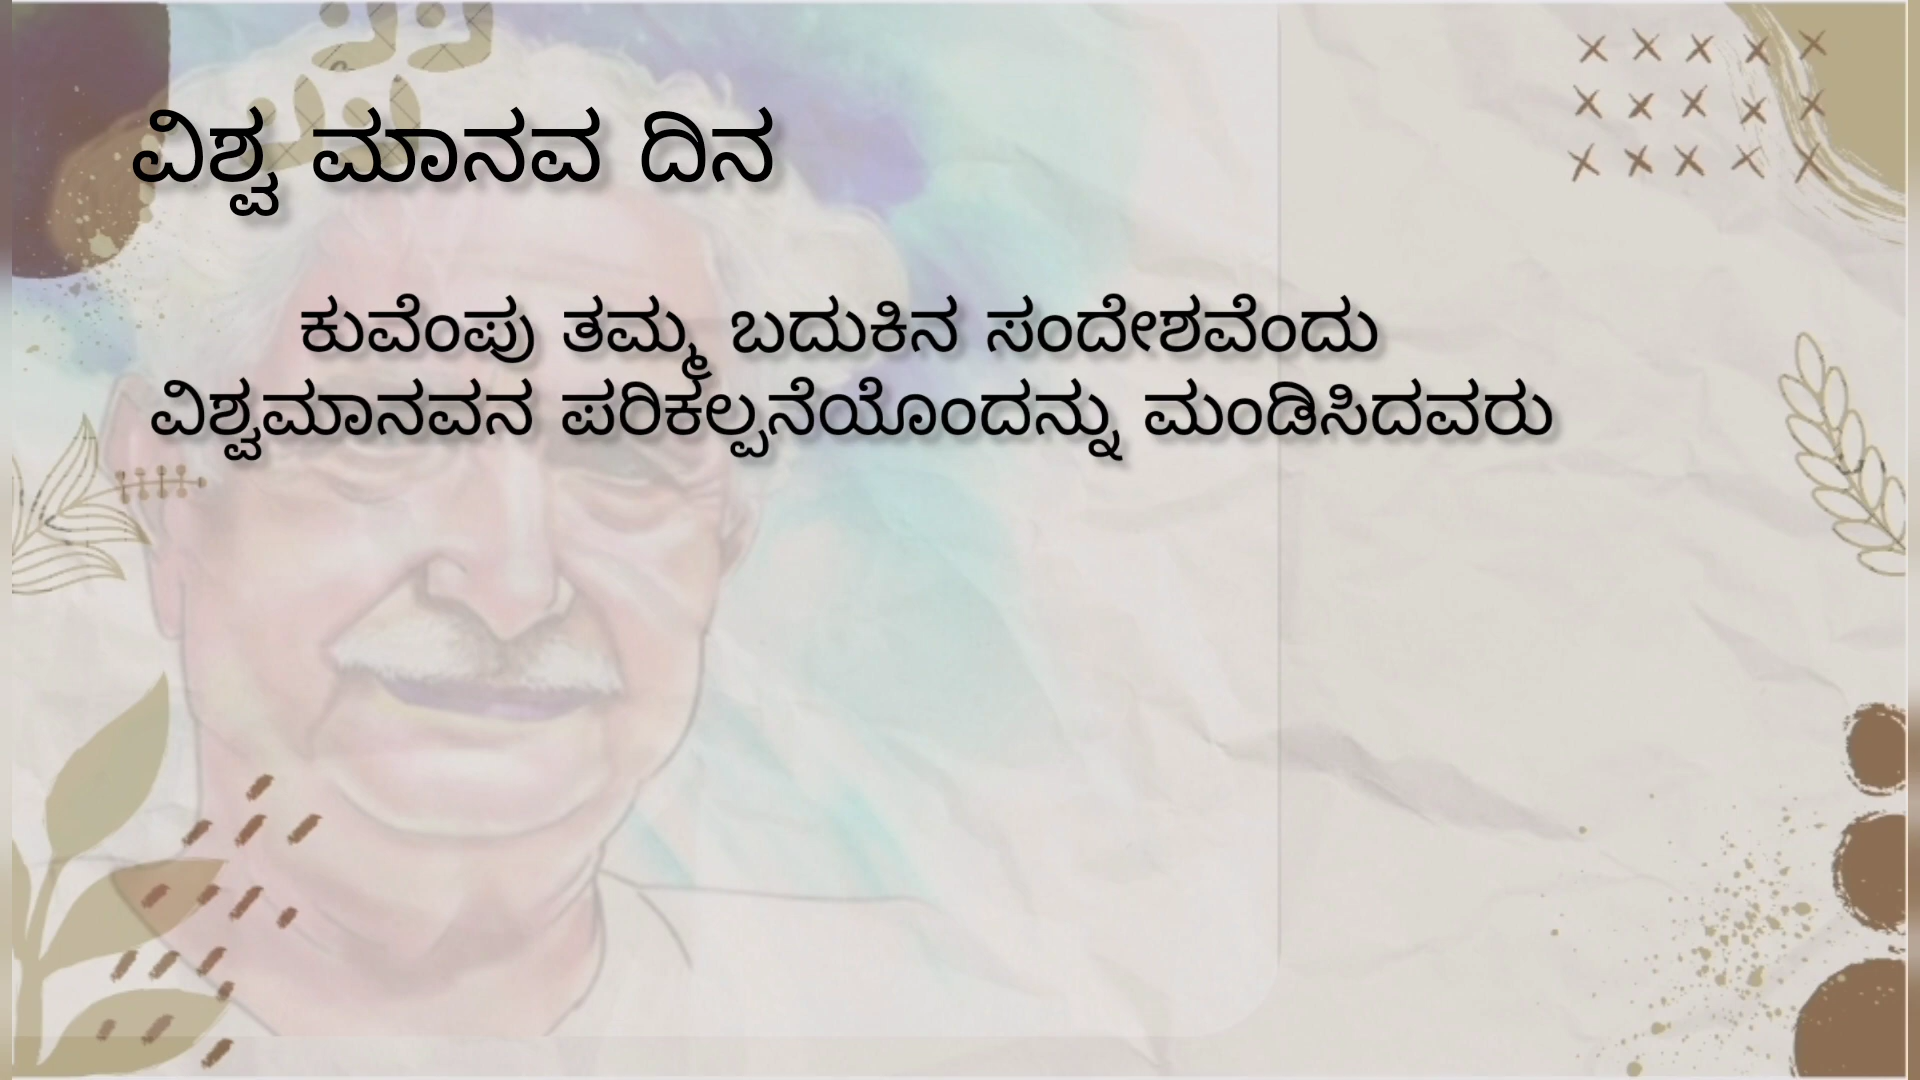 ವಿಶ್ವ ಮಾನವ ದಿನ
ಕುವೆಂಪು ತಮ್ಮ ಬದುಕಿನ ಸಂದೇಶವೆಂದು
ವಿಶ್ವಮಾನವನ ಪರಿಕಲ್ಪನೆಯೊಂದನ್ನು ಮಂಡಿಸಿದವರು